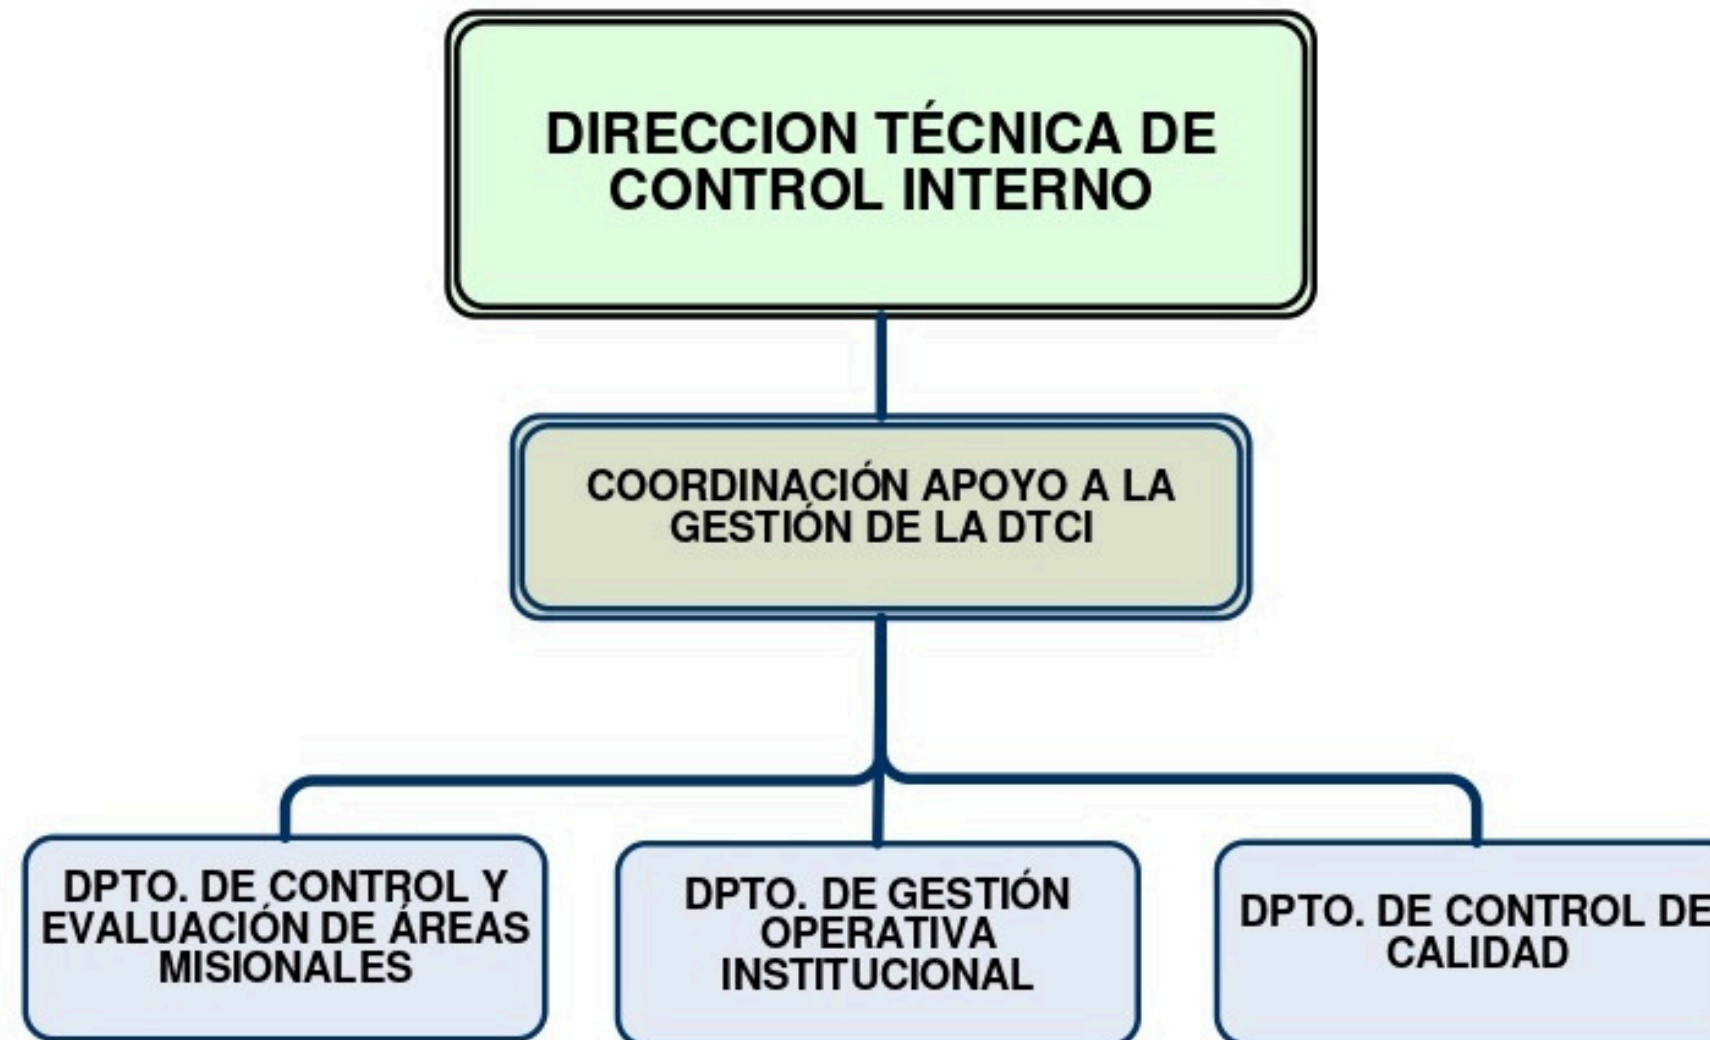 DIRECCION TÉCNICA DE
CONTROL INTERNO
COORDINACIÓN APOYO A LA
GESTIÓN DE LA DTCI
DPTO. DE CONTROL Y
EVALUACIÓN DE ÁREAS
MISIONALES
DPTO. DE GESTIÓN
OPERATIVA
INSTITUCIONAL
DPTO. DE CONTROL DE
CALIDAD